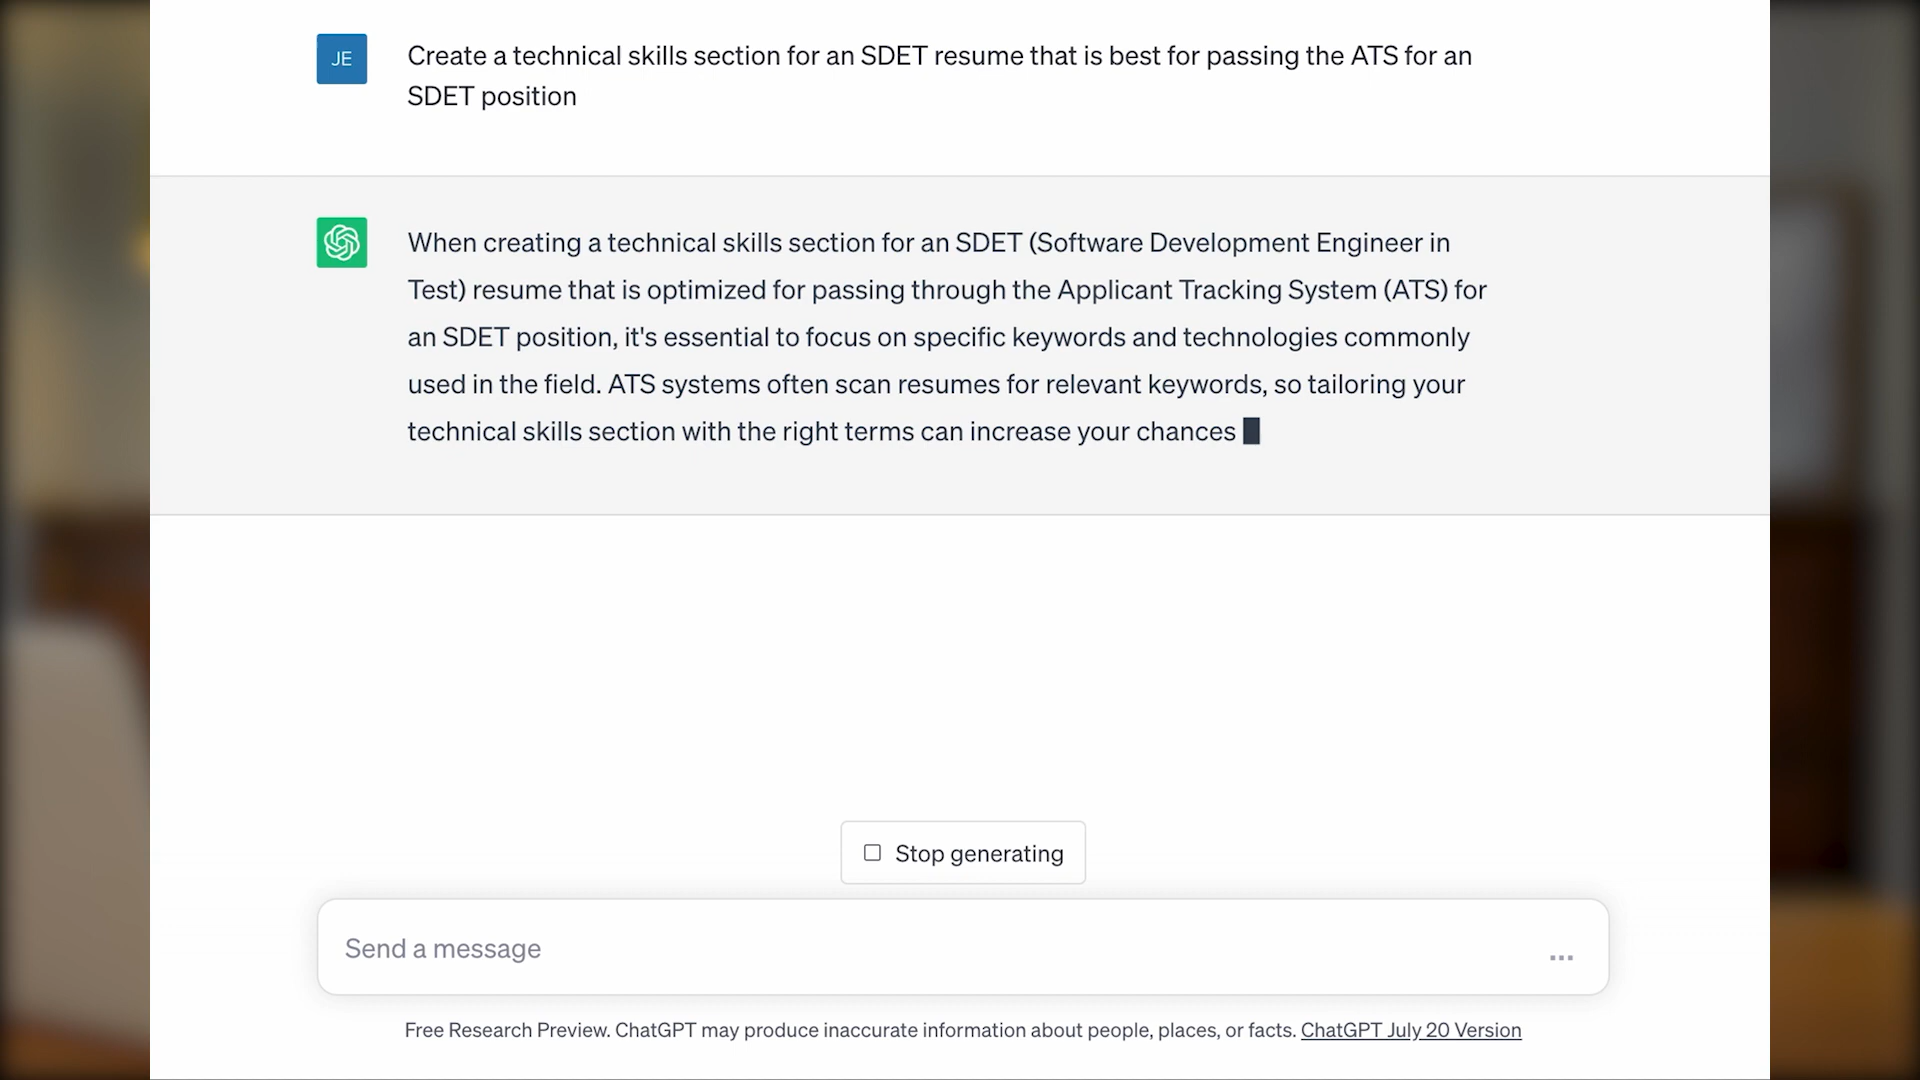 JE
Create a technical skills section for an SDET resume that is best for passing the ATS for an
SDET position
When creating a technical skills section for an SDET (Software Development Engineer in
Test) resume that is optimized for passing through the Applicant Tracking System (ATS) for
an SDET position, it's essential to focus on specific keywords and technologies commonly
used in the field. ATS systems often scan resumes for relevant keywords, so tailoring your
technical skills section with the right terms can increase your chances
Stop generating
Send a message
Free Research Preview. ChatGPT may produce inaccurate information about people, places, or facts. ChatGPT July 20 Version